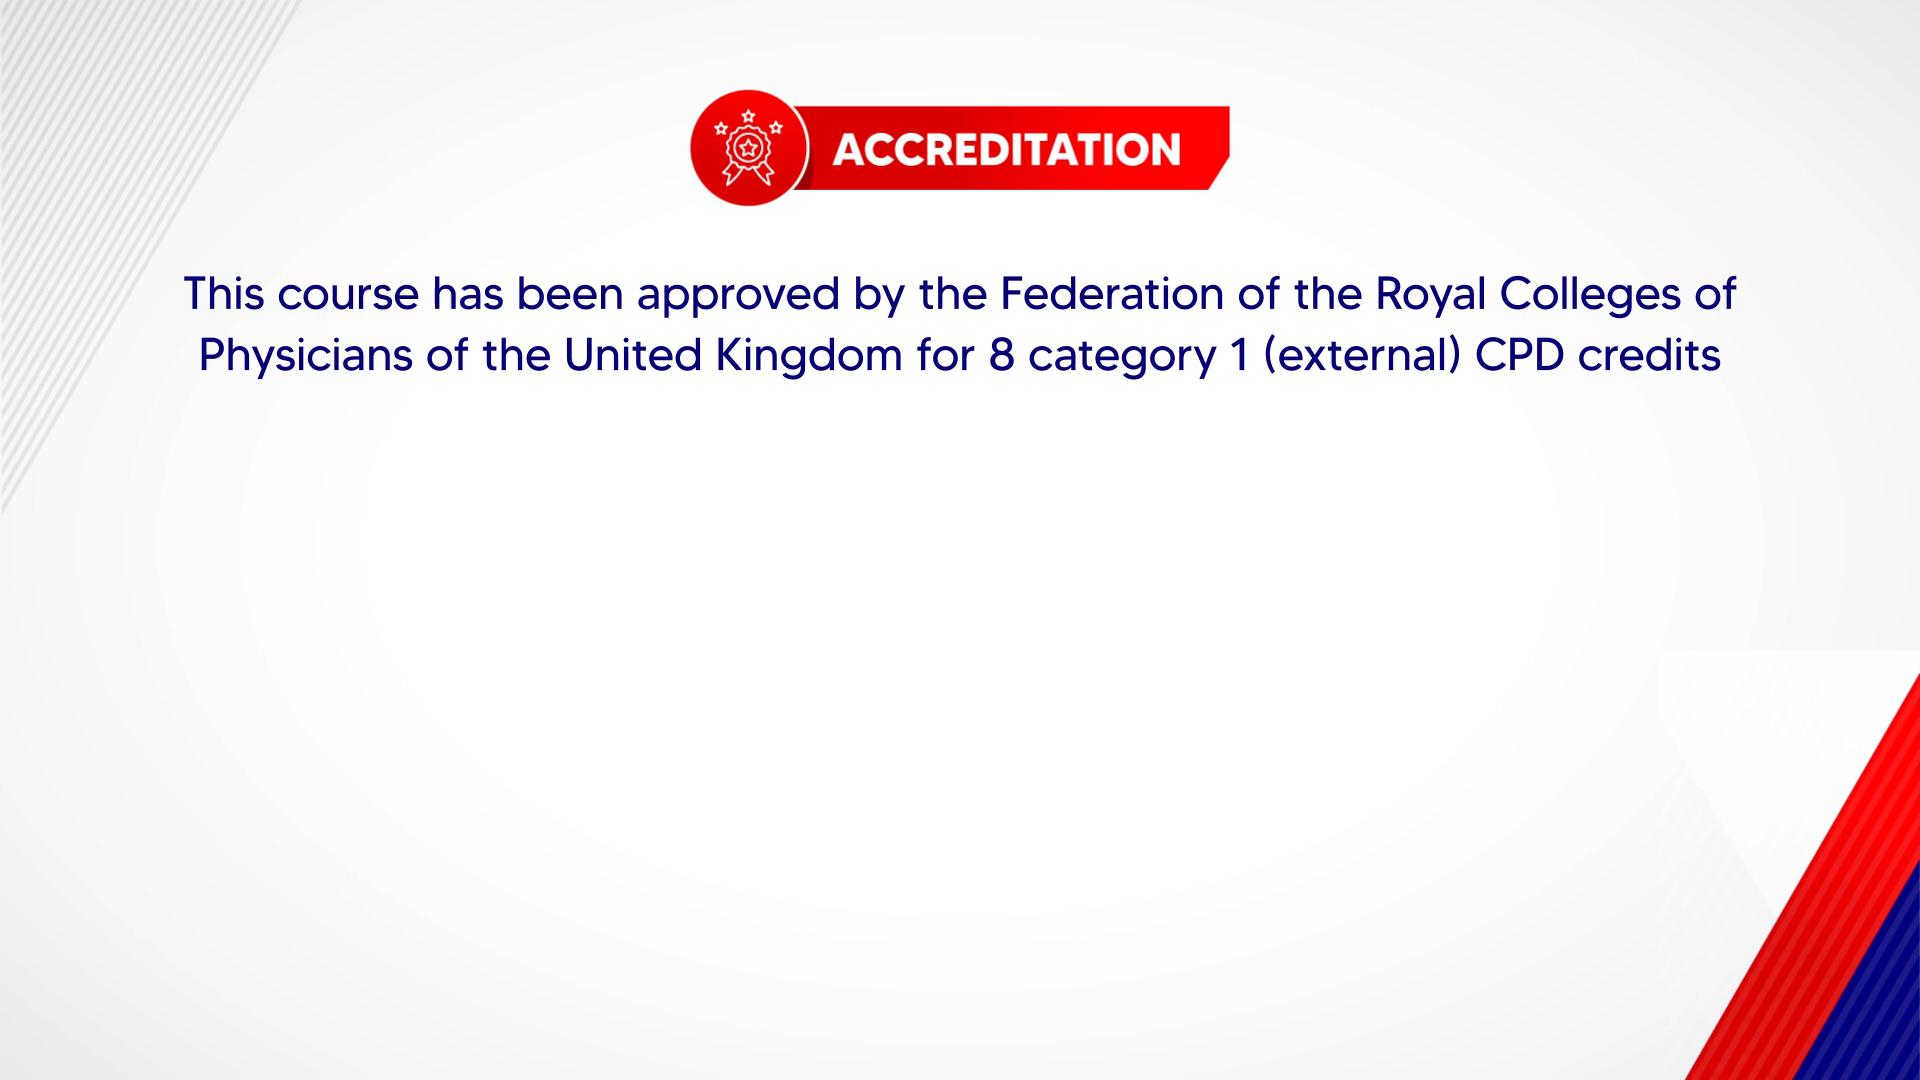 ACCREDITATION
This course has been approved by the Federation of the Royal Colleges of
Physicians of the United Kingdom for 8 category 1 (external) CPD credits